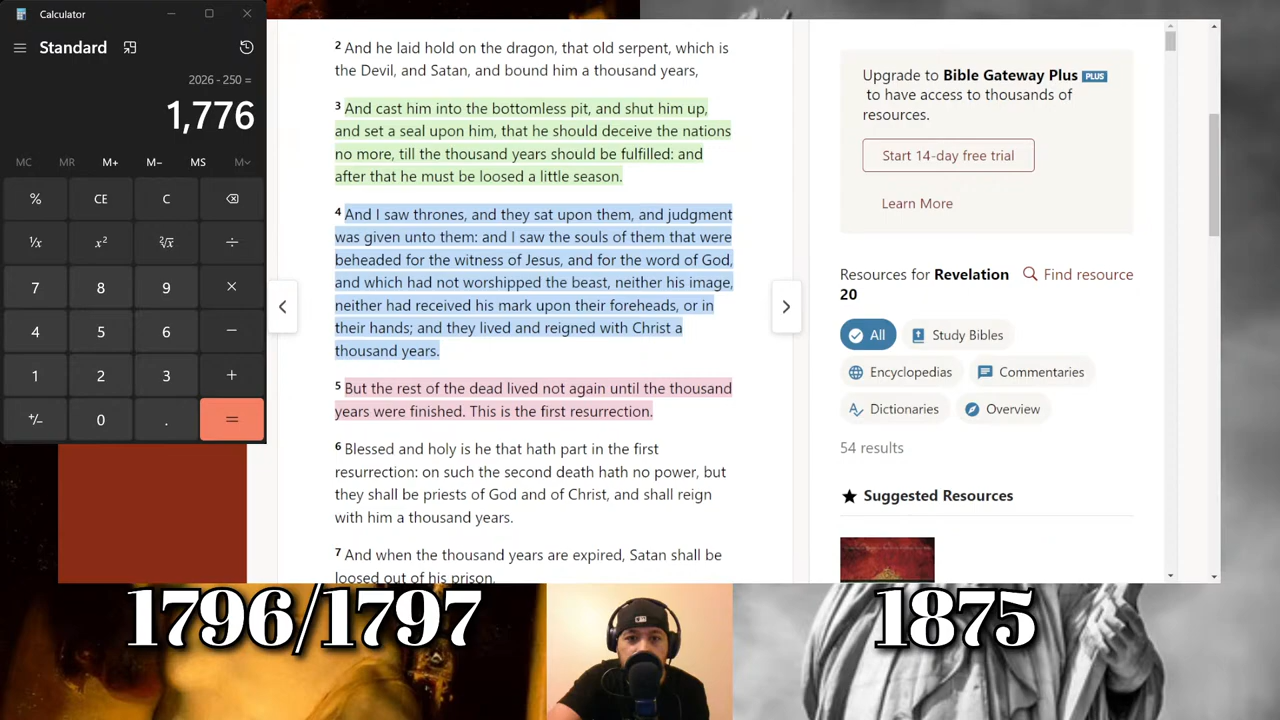 Calculator
Standard
2026 - 250 =
1,776
MC MR M+ M− MS M˅
% CE C
¹/x x² ²√x ÷
7 8 9 ×
4 5 6 −
1 2 3 +
+/− 0 . =
2 And he laid hold on the dragon, that old serpent, which is
the Devil, and Satan, and bound him a thousand years,
3 And cast him into the bottomless pit, and shut him up,
and set a seal upon him, that he should deceive the nations
no more, till the thousand years should be fulfilled: and
after that he must be loosed a little season.
4 And I saw thrones, and they sat upon them, and judgment
was given unto them: and I saw the souls of them that were
beheaded for the witness of Jesus, and for the word of God,
and which had not worshipped the beast, neither his image,
neither had received his mark upon their foreheads, or in
their hands; and they lived and reigned with Christ a
thousand years.
5 But the rest of the dead lived not again until the thousand
years were finished. This is the first resurrection.
6 Blessed and holy is he that hath part in the first
resurrection: on such the second death hath no power, but
they shall be priests of God and of Christ, and shall reign
with him a thousand years.
7 And when the thousand years are expired, Satan shall be
loosed out of his prison,
Upgrade to Bible Gateway Plus PLUS
to have access to thousands of
resources.
Start 14-day free trial
Learn More
Resources for Revelation
20
Find resource
All Study Bibles
Encyclopedias Commentaries
Dictionaries Overview
54 results
Suggested Resources
1796/1797
1875